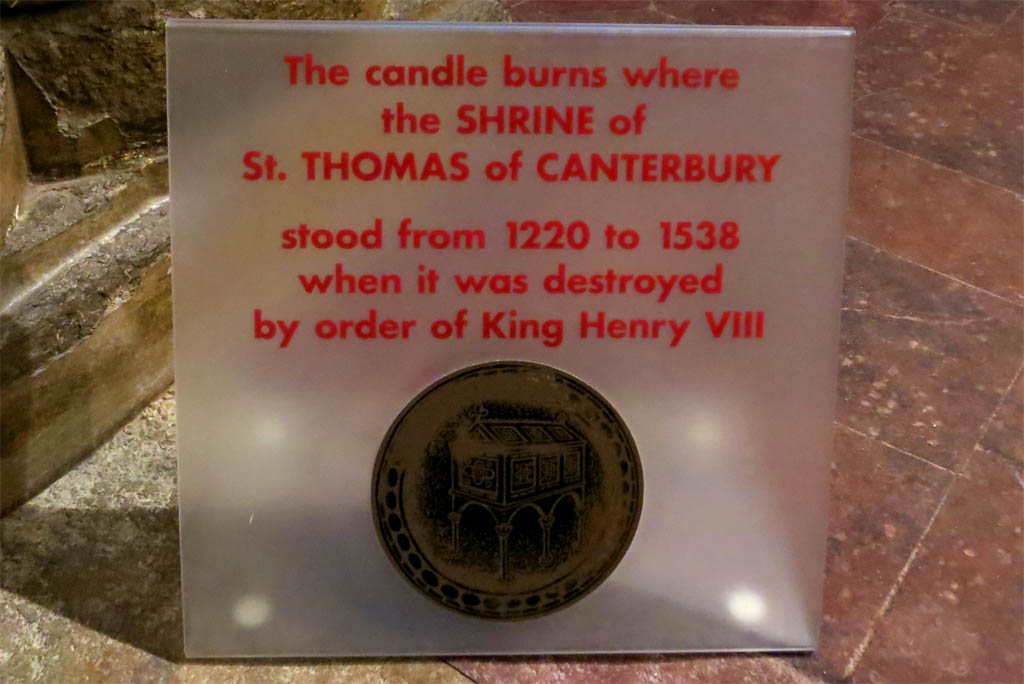 The candle burns where
the SHRINE of
St. THOMAS of CANTERBURY
stood from 1220 to 1538
when it was destroyed
by order of King Henry VIII